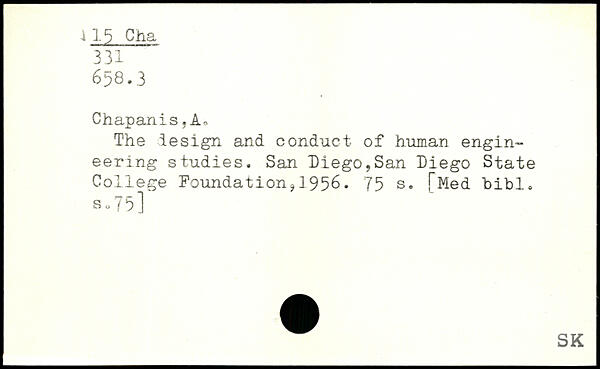 15 Cha
331
658.3
Chapanis,A.
The design and conduct of human engin-
eering studies. San Diego,San Diego State
College Foundation,1956. 75 s. [Med bibl.
s.75]
SK